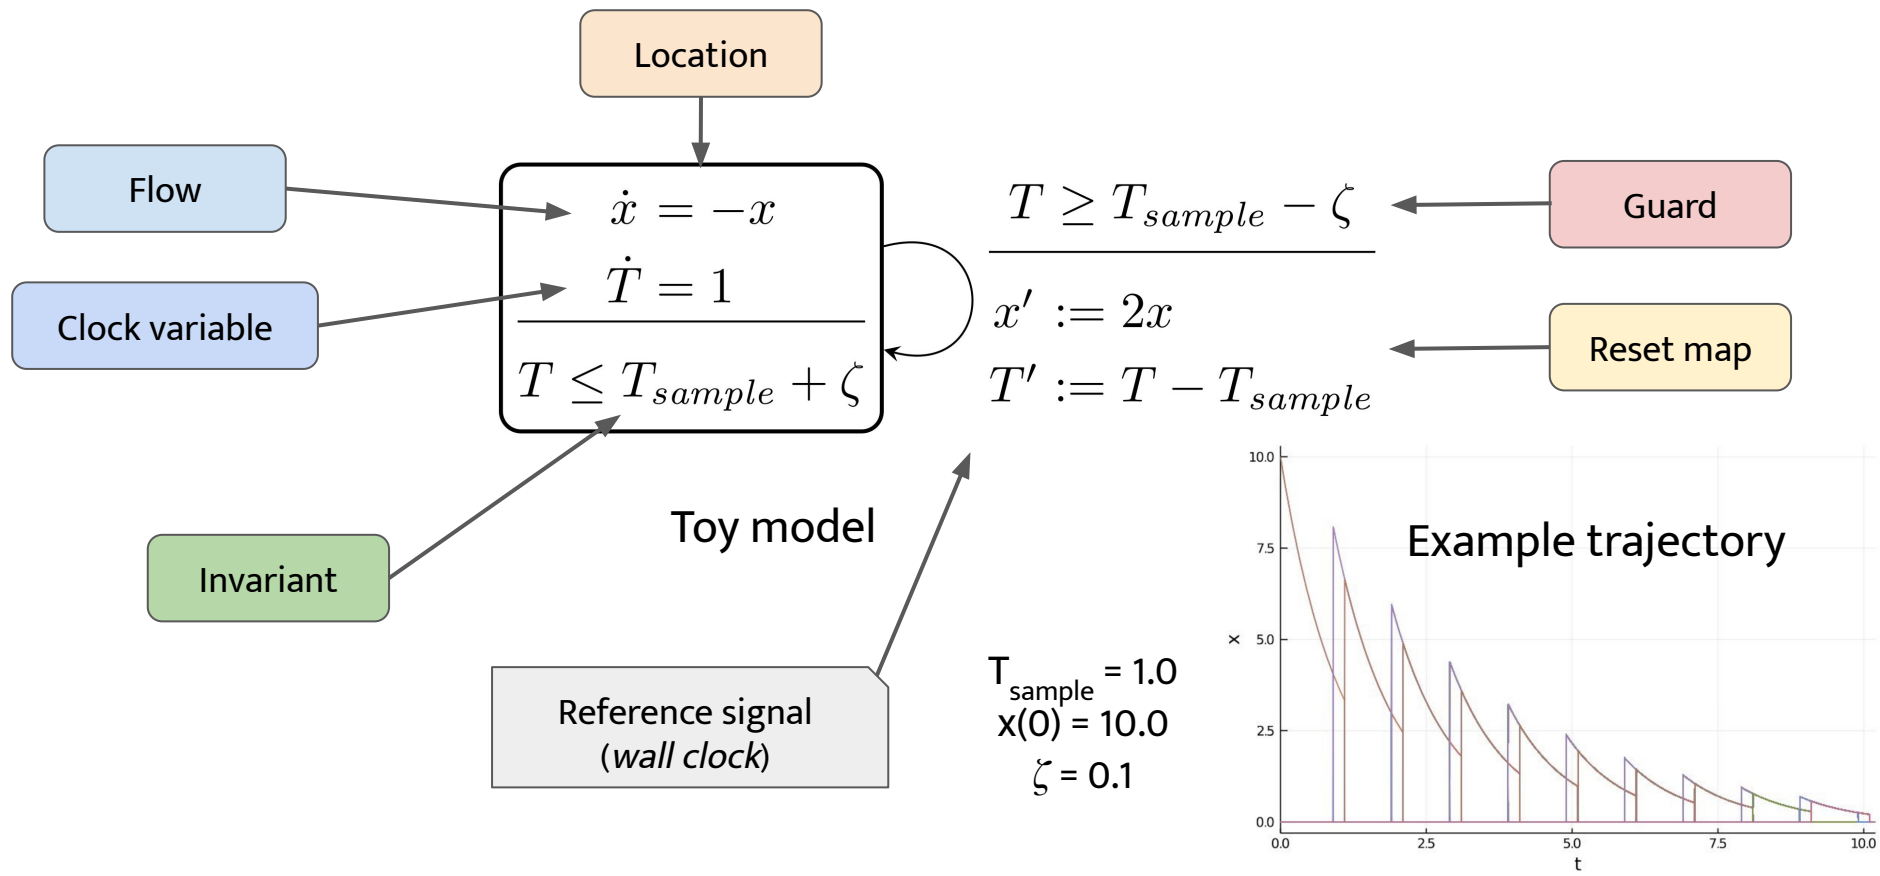 Location
Flow
Clock variable
ẋ = −x
Ṫ = 1
T ≤ T_sample + ζ
T ≥ T_sample − ζ
x′ := 2x
T′ := T − T_sample
Guard
Reset map
Invariant
Toy model
Reference signal
(wall clock)
T_sample = 1.0
x(0) = 10.0
ζ = 0.1
Example trajectory
10.0
7.5
5.0
2.5
0.0
x
0.0 2.5 5.0 7.5 10.0
t